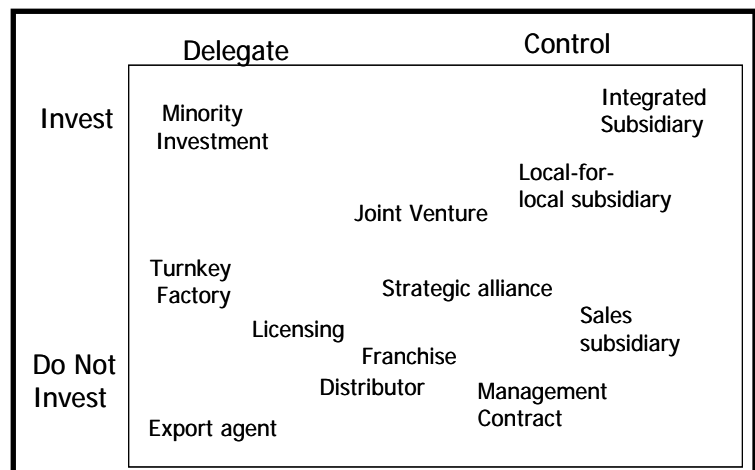 Delegate
Control
Invest
Minority
Investment
Integrated
Subsidiary
Local-for-
local subsidiary
Joint Venture
Turnkey
Factory
Strategic alliance
Licensing
Sales
subsidiary
Franchise
Do Not
Invest
Distributor
Management
Contract
Export agent